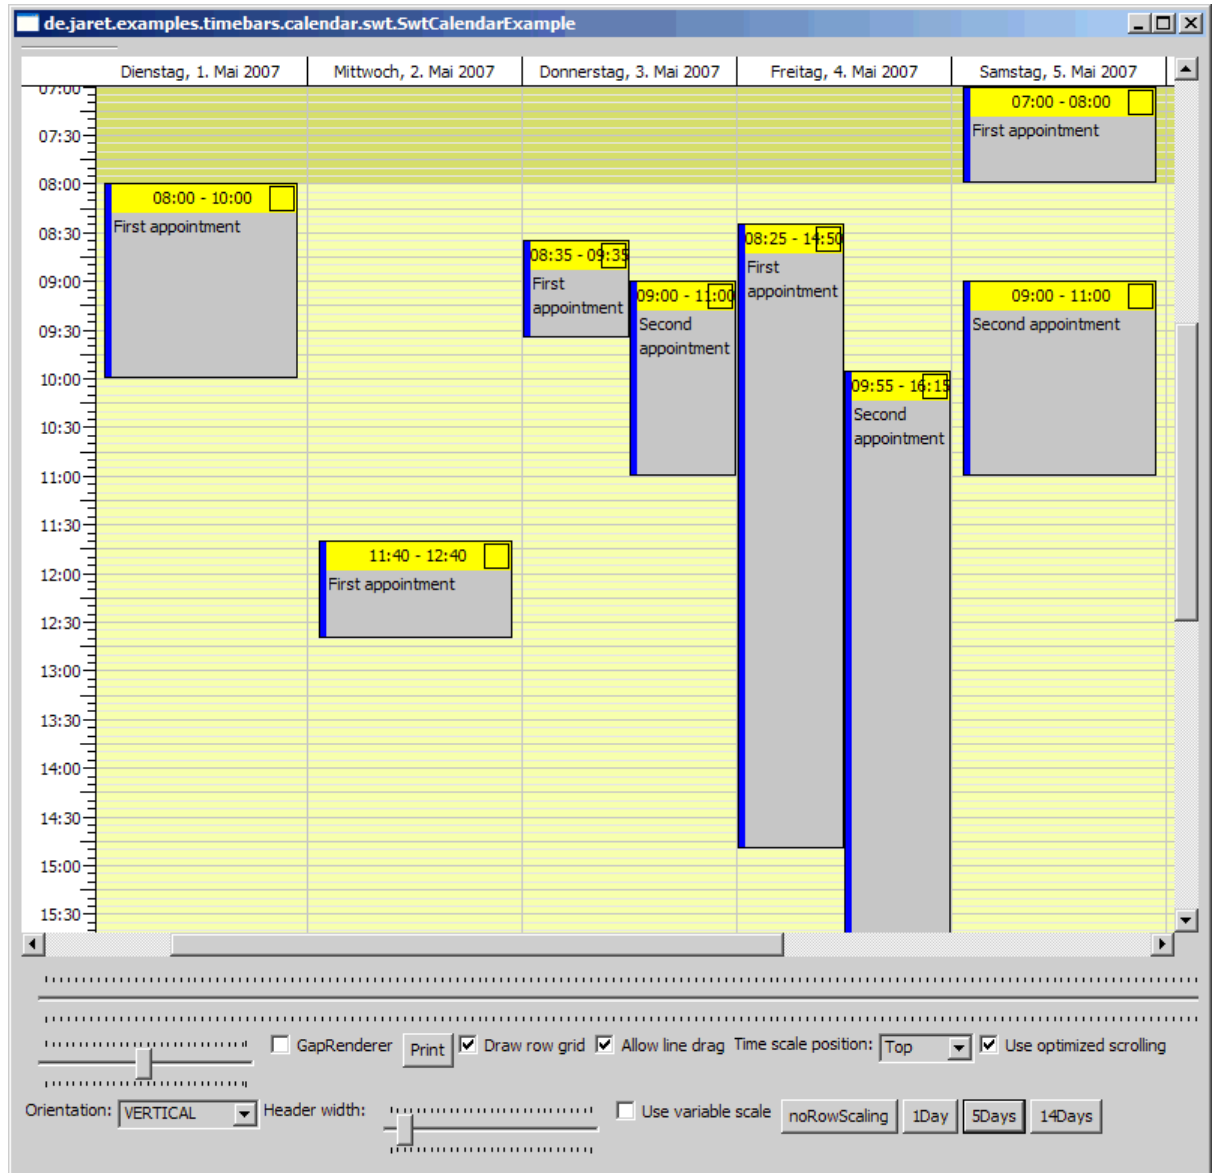 de.jaret.examples.timebars.calendar.swt.SwtCalendarExample
Dienstag, 1. Mai 2007 Mittwoch, 2. Mai 2007 Donnerstag, 3. Mai 2007 Freitag, 4. Mai 2007 Samstag, 5. Mai 2007
07:00
07:30
08:00
08:30
09:00
09:30
10:00
10:30
11:00
11:30
12:00
12:30
13:00
13:30
14:00
14:30
15:00
15:30
08:00 - 10:00
First appointment
11:40 - 12:40
First appointment
08:35 - 09:35
First
appointment
09:00 - 11:00
Second
appointment
08:25 - 14:50
First
appointment
09:55 - 16:15
Second
appointment
07:00 - 08:00
First appointment
09:00 - 11:00
Second appointment
GapRenderer Print Draw row grid Allow line drag Time scale position: Top Use optimized scrolling
Orientation: VERTICAL Header width: Use variable scale noRowScaling 1Day 5Days 14Days